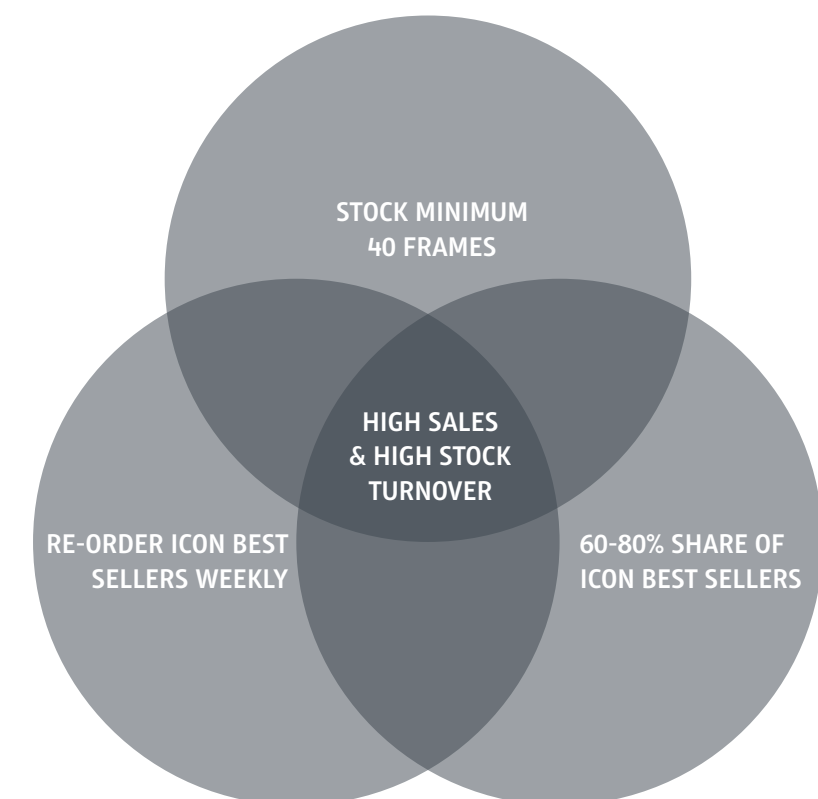 STOCK MINIMUM
40 FRAMES
HIGH SALES
& HIGH STOCK
TURNOVER
RE-ORDER ICON BEST
SELLERS WEEKLY
60-80% SHARE OF
ICON BEST SELLERS